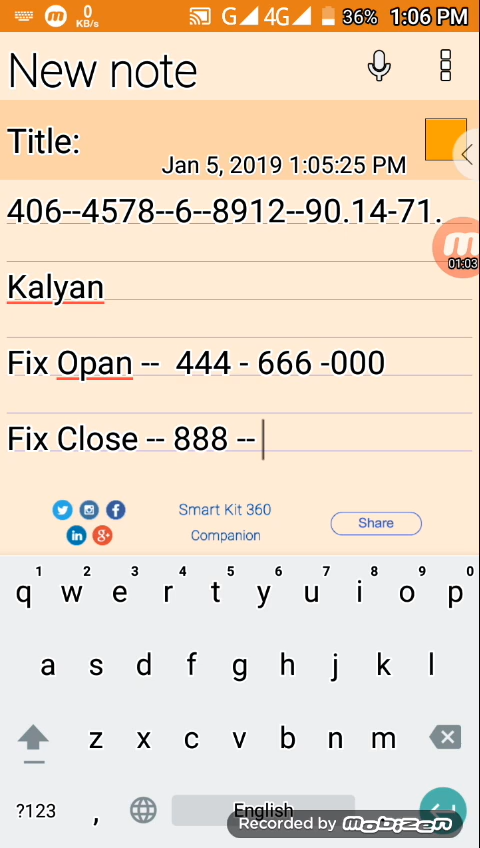 0 KB/s G 4G 36% 1:06 PM
New note
Title:
Jan 5, 2019 1:05:25 PM
406--4578--6--8912--90.14-71.
01:03
Kalyan
Fix Opan -- 444 - 666 -000
Fix Close -- 888 --
Smart Kit 360
Companion
Share
1 2 3 4 5 6 7 8 9 0
q w e r t y u i o p
a s d f g h j k l
z x c v b n m
?123 , English
Recorded by mobizen